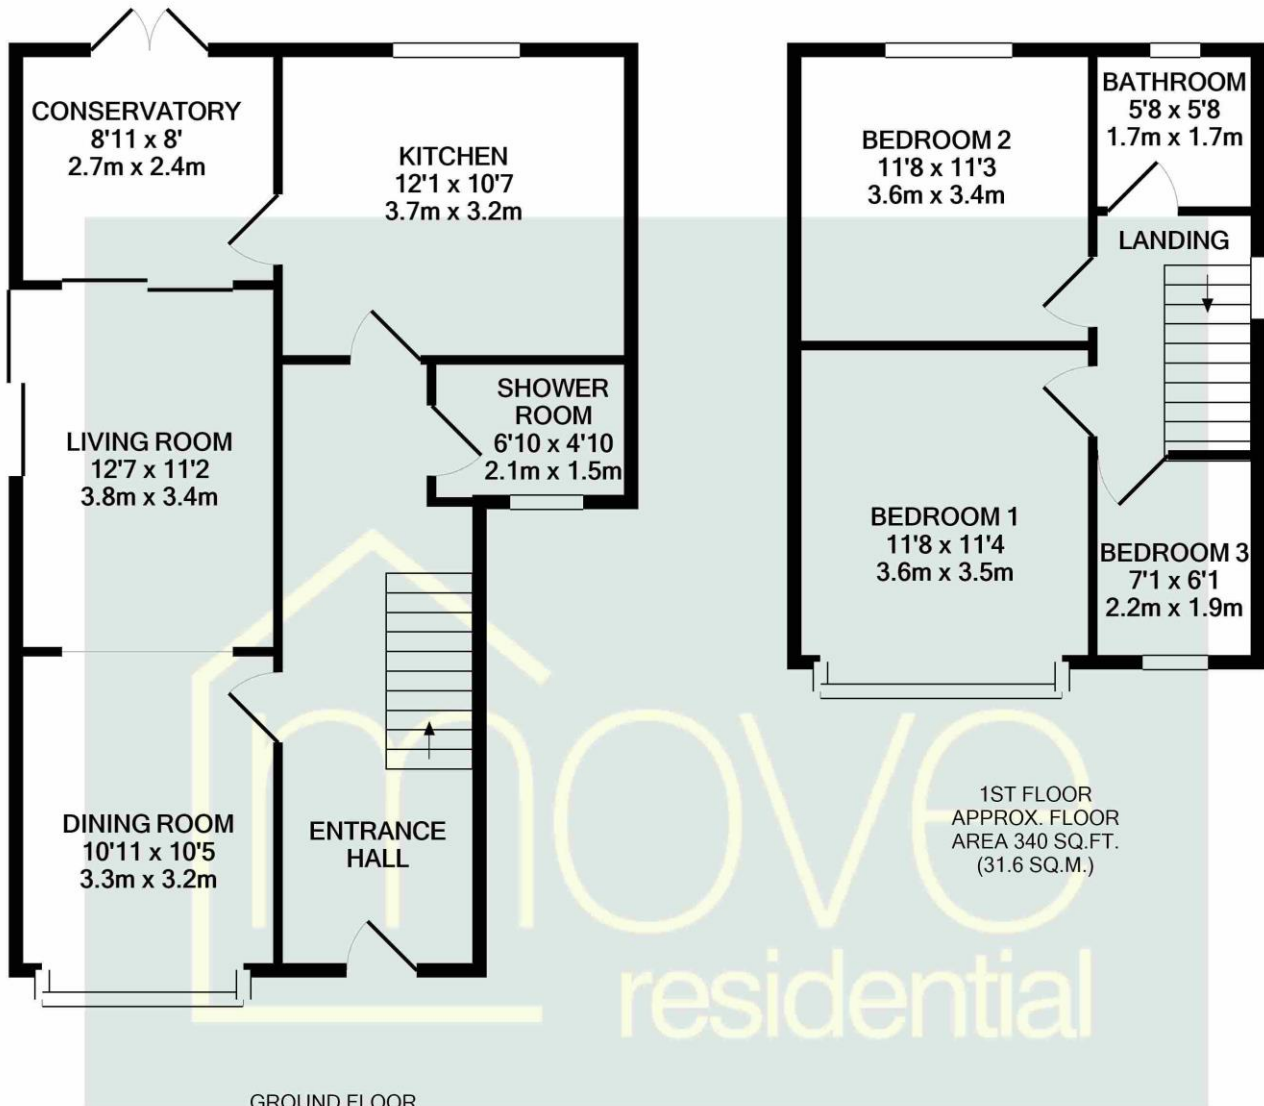 CONSERVATORY
8'11 x 8'
2.7m x 2.4m
KITCHEN
12'1 x 10'7
3.7m x 3.2m
LIVING ROOM
12'7 x 11'2
3.8m x 3.4m
SHOWER
ROOM
6'10 x 4'10
2.1m x 1.5m
DINING ROOM
10'11 x 10'5
3.3m x 3.2m
ENTRANCE
HALL
GROUND FLOOR
BEDROOM 2
11'8 x 11'3
3.6m x 3.4m
BATHROOM
5'8 x 5'8
1.7m x 1.7m
LANDING
BEDROOM 1
11'8 x 11'4
3.6m x 3.5m
BEDROOM 3
7'1 x 6'1
2.2m x 1.9m
1ST FLOOR
APPROX. FLOOR
AREA 340 SQ.FT.
(31.6 SQ.M.)
move
residential